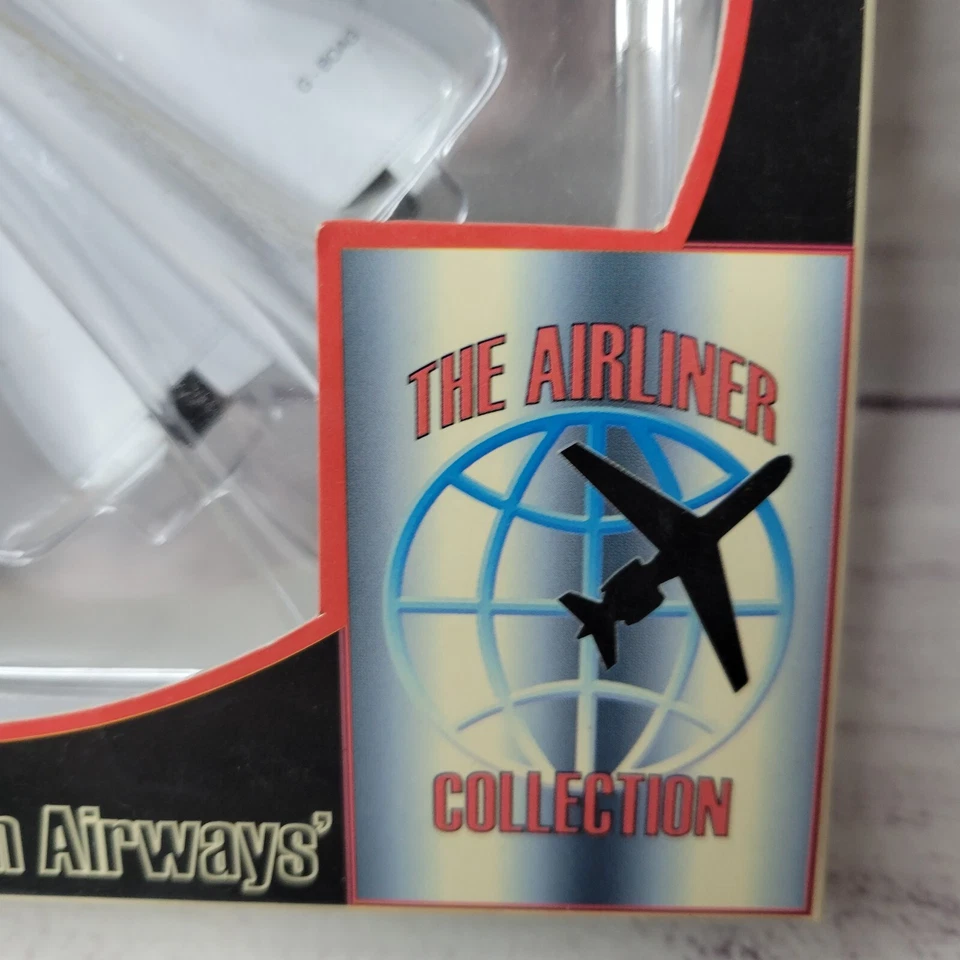 THE AIRLINER
COLLECTION
n Airways'